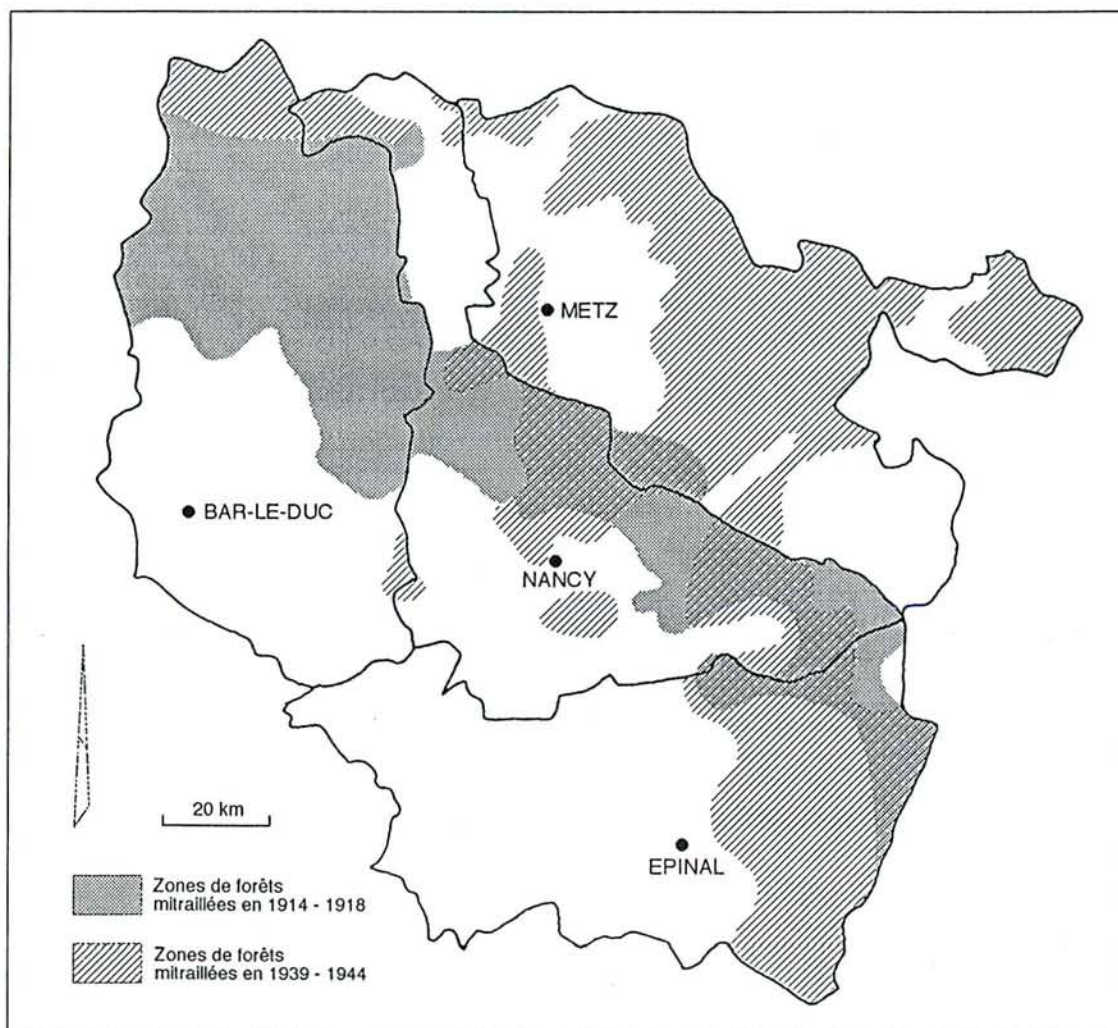 METZ
BAR-LE-DUC
NANCY
20 km
EPINAL
Zones de forêts
mitraillées en 1914 - 1918
Zones de forêts
mitraillées en 1939 - 1944